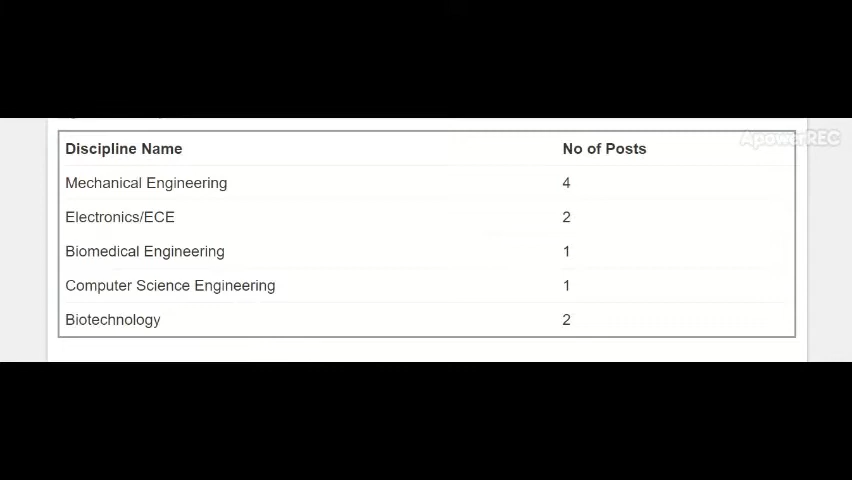 Discipline Name No of Posts
ApowerREC
Mechanical Engineering 4
Electronics/ECE 2
Biomedical Engineering 1
Computer Science Engineering 1
Biotechnology 2